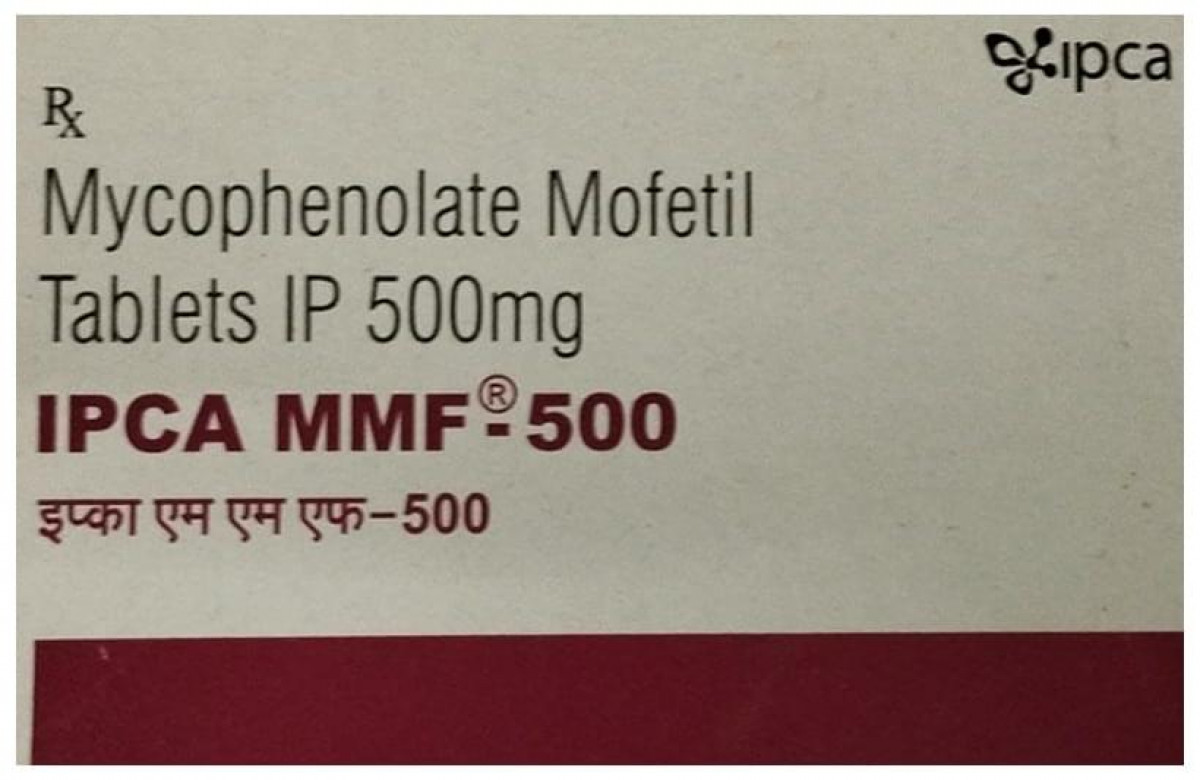 ipca
Rx
Mycophenolate Mofetil
Tablets IP 500mg
IPCA MMF®-500
इप्का एम एम एफ-500